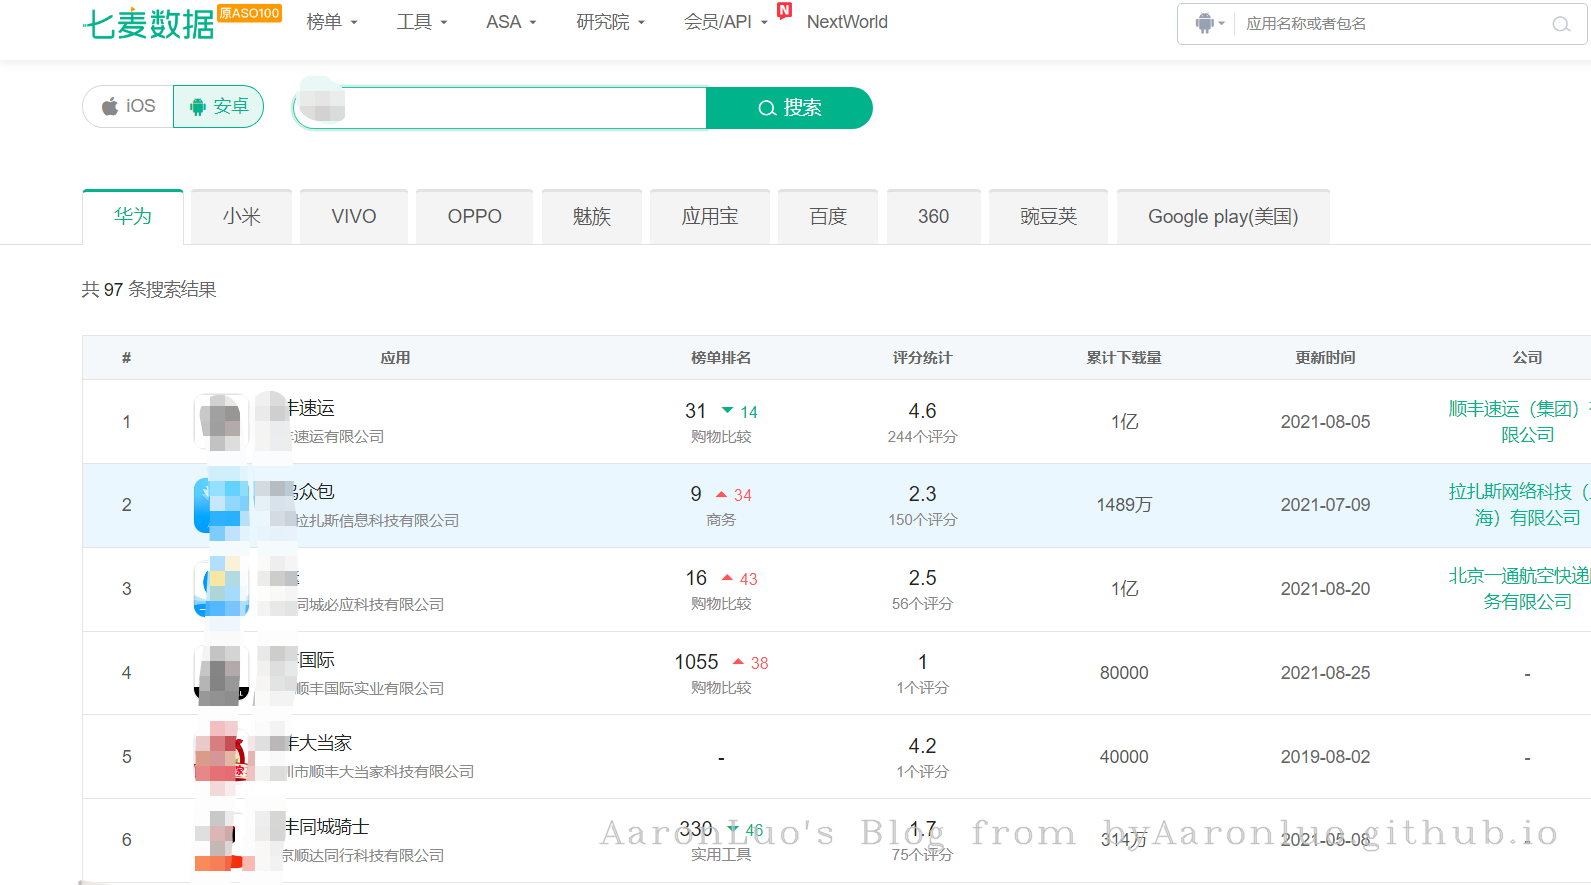 七麦数据 原ASO100 榜单 工具 ASA 研究院 会员/API N NextWorld 应用名称或者包名
iOS 安卓 搜索
华为 小米 VIVO OPPO 魅族 应用宝 百度 360 豌豆荚 Google play(美国)
共 97 条搜索结果
# 应用 榜单排名 评分统计 累计下载量 更新时间 公司
1 丰速运 31 14 4.6 1亿 2021-08-05 顺丰速运（集团）有
速运有限公司 购物比较 244个评分 限公司
2 鸟众包 9 34 2.3 1489万 2021-07-09 拉扎斯网络科技（上
拉扎斯信息科技有限公司 商务 150个评分 海）有限公司
3 16 43 2.5 1亿 2021-08-20 北京一通航空快递服
同城必应科技有限公司 购物比较 56个评分 务有限公司
4 丰国际 1055 38 1 80000 2021-08-25 -
顺丰国际实业有限公司 购物比较 1个评分
5 丰大当家 - 4.2 40000 2019-08-02 -
圳市顺丰大当家科技有限公司 1个评分
6 丰同城骑士 330 46 1.7 314万 2021-05-08 -
京顺达同行科技有限公司 实用工具 75个评分
AaronLuo's Blog from byAaronluo.github.io